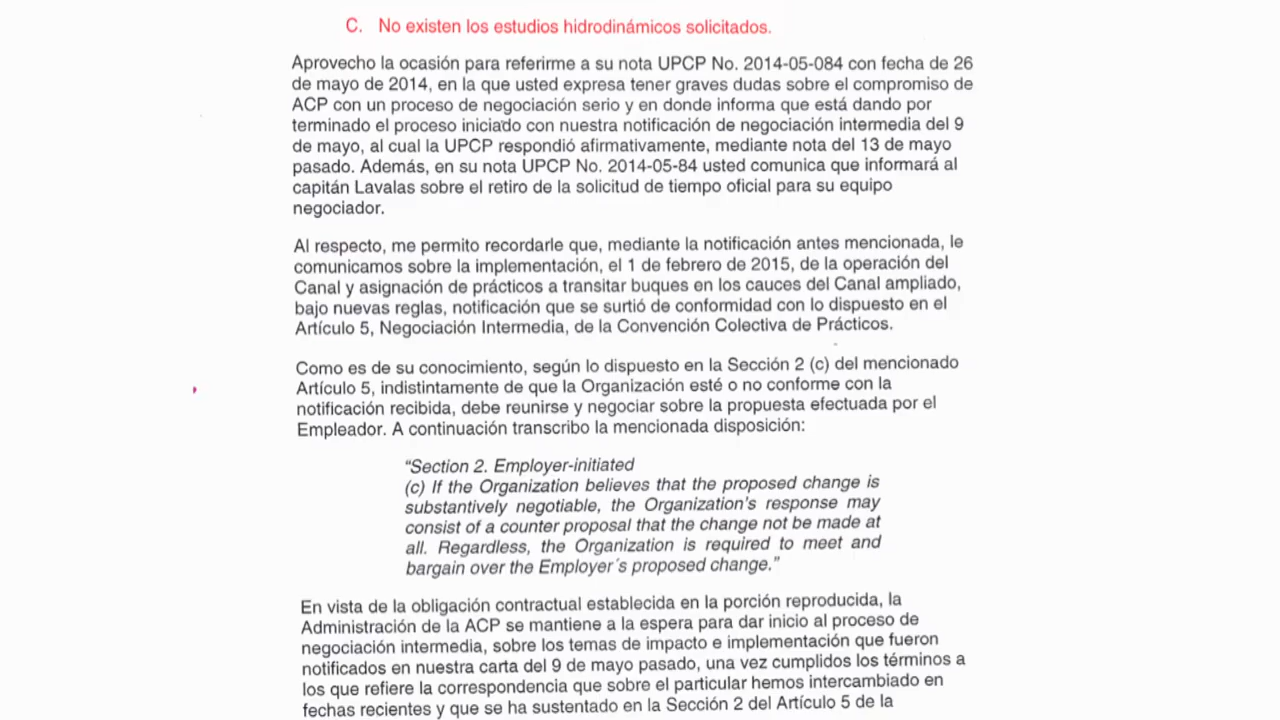 C. No existen los estudios hidrodinámicos solicitados.
Aprovecho la ocasión para referirme a su nota UPCP No. 2014-05-084 con fecha de 26
de mayo de 2014, en la que usted expresa tener graves dudas sobre el compromiso de
ACP con un proceso de negociación serio y en donde informa que está dando por
terminado el proceso iniciado con nuestra notificación de negociación intermedia del 9
de mayo, al cual la UPCP respondió afirmativamente, mediante nota del 13 de mayo
pasado. Además, en su nota UPCP No. 2014-05-84 usted comunica que informará al
capitán Lavalas sobre el retiro de la solicitud de tiempo oficial para su equipo
negociador.
Al respecto, me permito recordarle que, mediante la notificación antes mencionada, le
comunicamos sobre la implementación, el 1 de febrero de 2015, de la operación del
Canal y asignación de prácticos a transitar buques en los cauces del Canal ampliado,
bajo nuevas reglas, notificación que se surtió de conformidad con lo dispuesto en el
Artículo 5, Negociación Intermedia, de la Convención Colectiva de Prácticos.
Como es de su conocimiento, según lo dispuesto en la Sección 2 (c) del mencionado
Artículo 5, indistintamente de que la Organización esté o no conforme con la
notificación recibida, debe reunirse y negociar sobre la propuesta efectuada por el
Empleador. A continuación transcribo la mencionada disposición:
“Section 2. Employer-initiated
(c) If the Organization believes that the proposed change is
substantively negotiable, the Organization's response may
consist of a counter proposal that the change not be made at
all. Regardless, the Organization is required to meet and
bargain over the Employer´s proposed change.”
En vista de la obligación contractual establecida en la porción reproducida, la
Administración de la ACP se mantiene a la espera para dar inicio al proceso de
negociación intermedia, sobre los temas de impacto e implementación que fueron
notificados en nuestra carta del 9 de mayo pasado, una vez cumplidos los términos a
los que refiere la correspondencia que sobre el particular hemos intercambiado en
fechas recientes y que se ha sustentado en la Sección 2 del Artículo 5 de la